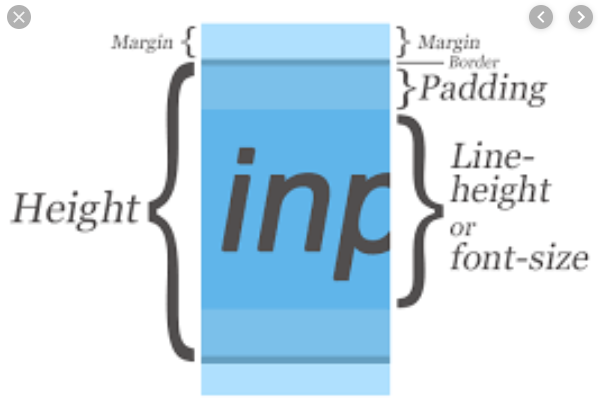 Margin
Margin
Border
Padding
Height
inp
Line-
height
or
font-size